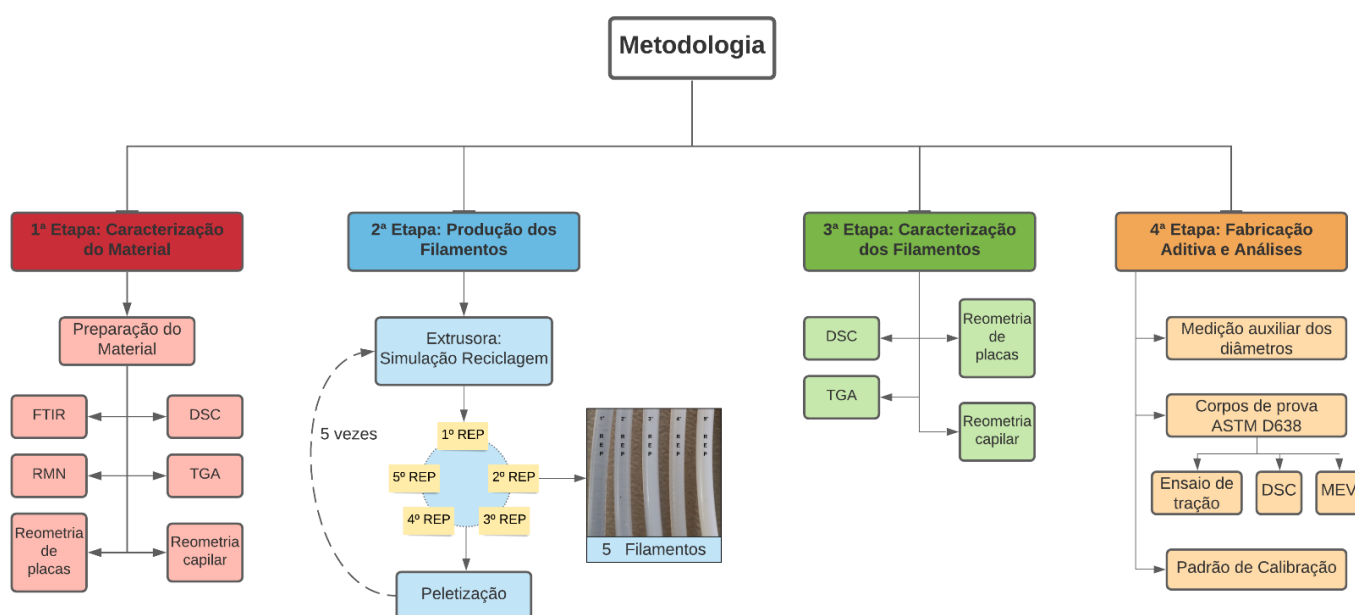 Metodologia
1ª Etapa: Caracterização
do Material
Preparação do
Material
FTIR
DSC
RMN
TGA
Reometria
de
placas
Reometria
capilar
2ª Etapa: Produção dos
Filamentos
Extrusora:
Simulação Reciclagem
5 vezes
1º REP
5º REP
2º REP
4º REP
3º REP
Peletização
1°
2°
3°
R
E
P
R
E
P
R
E
P
R
E
P
R
E
P
5 Filamentos
3ª Etapa: Caracterização
dos Filamentos
DSC
Reometria
de
placas
TGA
Reometria
capilar
4ª Etapa: Fabricação
Aditiva e Análises
Medição auxiliar dos
diâmetros
Corpos de prova
ASTM D638
Ensaio de
tração
DSC
MEV
Padrão de Calibração